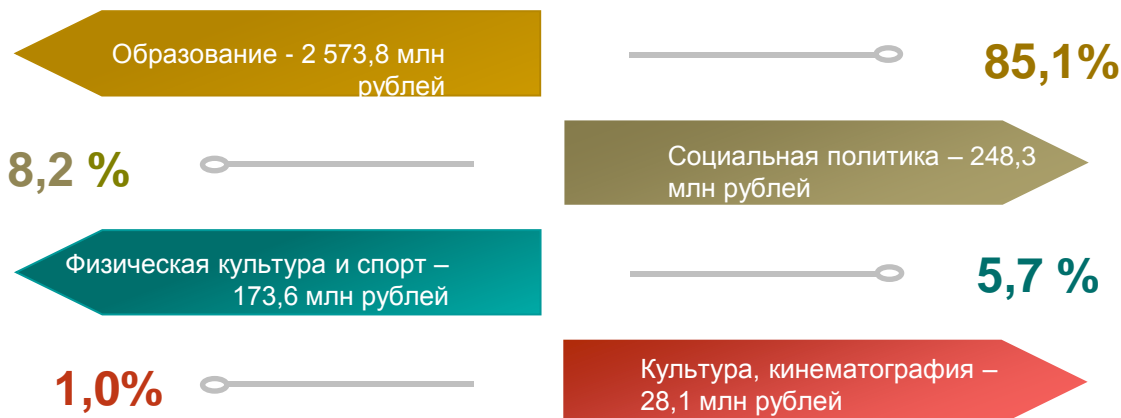 Образование - 2 573,8 млн
рублей
85,1%
8,2 %
Социальная политика – 248,3
млн рублей
Физическая культура и спорт –
173,6 млн рублей
5,7 %
1,0%
Культура, кинематография –
28,1 млн рублей